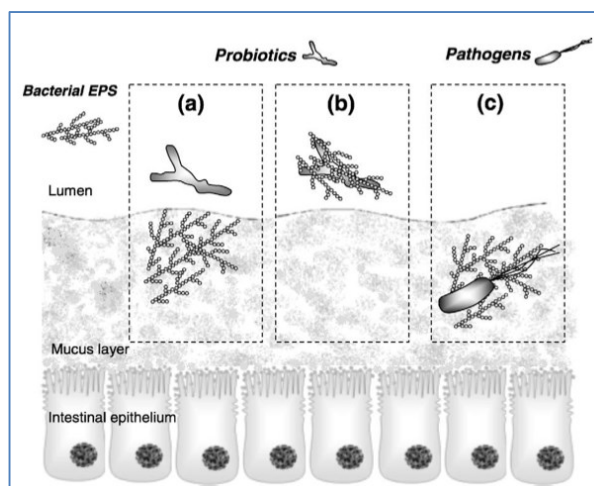 Probiotics
Pathogens
Bacterial EPS
(a)
(b)
(c)
Lumen
Mucus layer
Intestinal epithelium